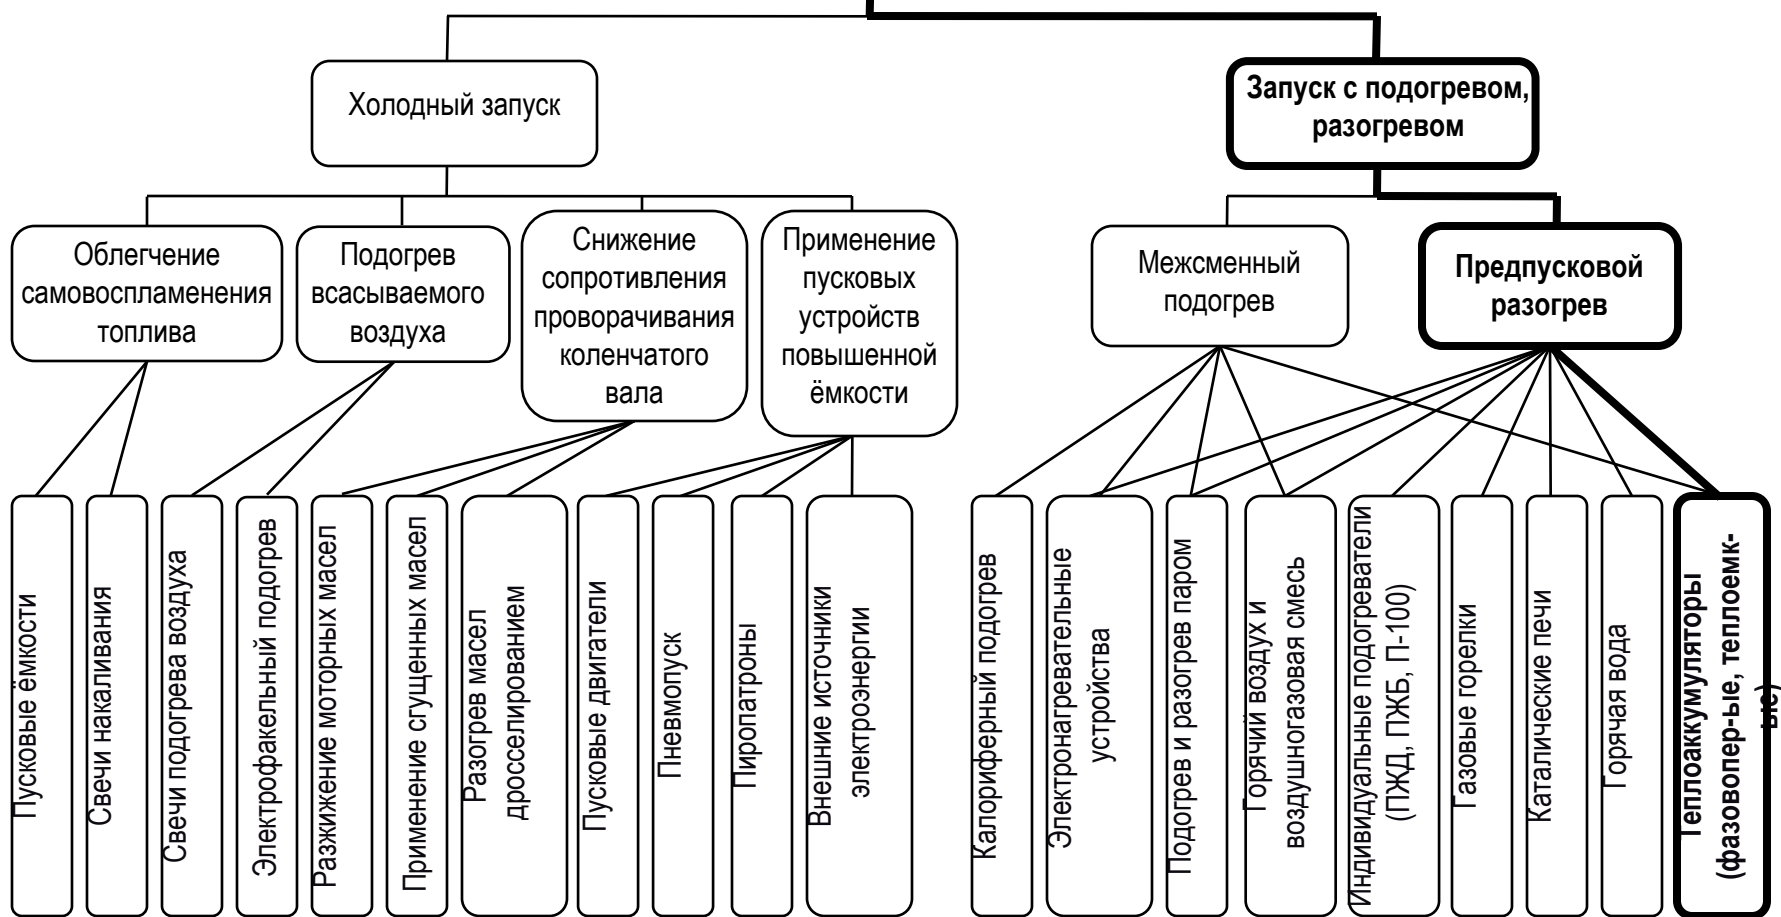 Холодный запуск
Запуск с подогревом,
разогревом
Облегчение
самовоспламенения
топлива
Подогрев
всасываемого
воздуха
Снижение
сопротивления
проворачивания
коленчатого
вала
Применение
пусковых
устройств
повышенной
ёмкости
Межсменный
подогрев
Предпусковой
разогрев
Пусковые ёмкости
Свечи накаливания
Свечи подогрева воздуха
Электрофакельный подогрев
Разжижение моторных масел
Применение сгущенных масел
Разогрев масел
дросселированием
Пусковые двигатели
Пневмопуск
Пиропатроны
Внешние источники
электроэнергии
Калориферный подогрев
Электронагревательные
устройства
Подогрев и разогрев паром
Горячий воздух и
воздушногазовая смесь
Индивидуальные подогреватели
(ПЖД, ПЖБ, П-100)
Газовые горелки
Каталические печи
Горячая вода
Теплоаккумуляторы
(фазовопер-ые, теплоемк-
ые)